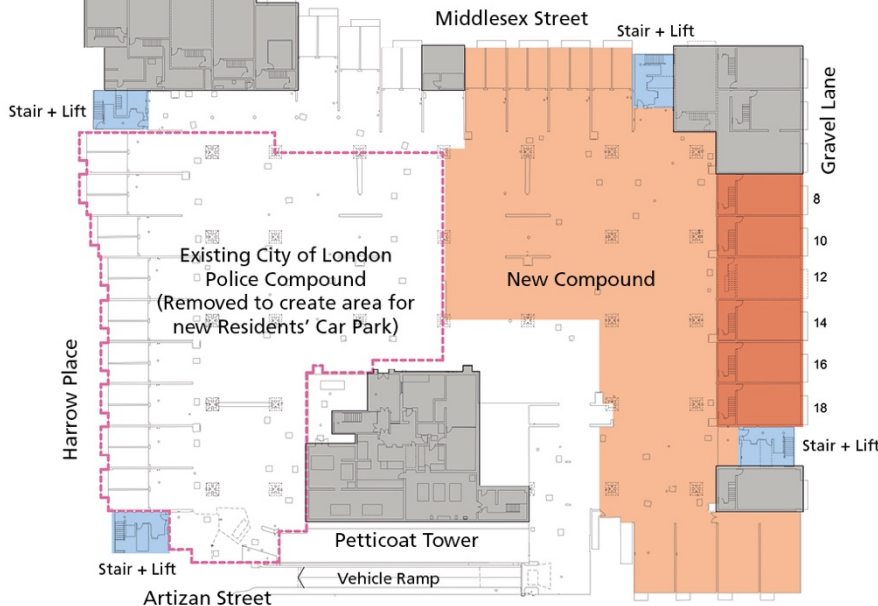 Middlesex Street
Stair + Lift
Stair + Lift
Gravel Lane
8
Existing City of London
Police Compound
(Removed to create area for
new Residents' Car Park)
10
New Compound
12
14
16
Harrow Place
18
Stair + Lift
Petticoat Tower
Stair + Lift
Vehicle Ramp
Artizan Street